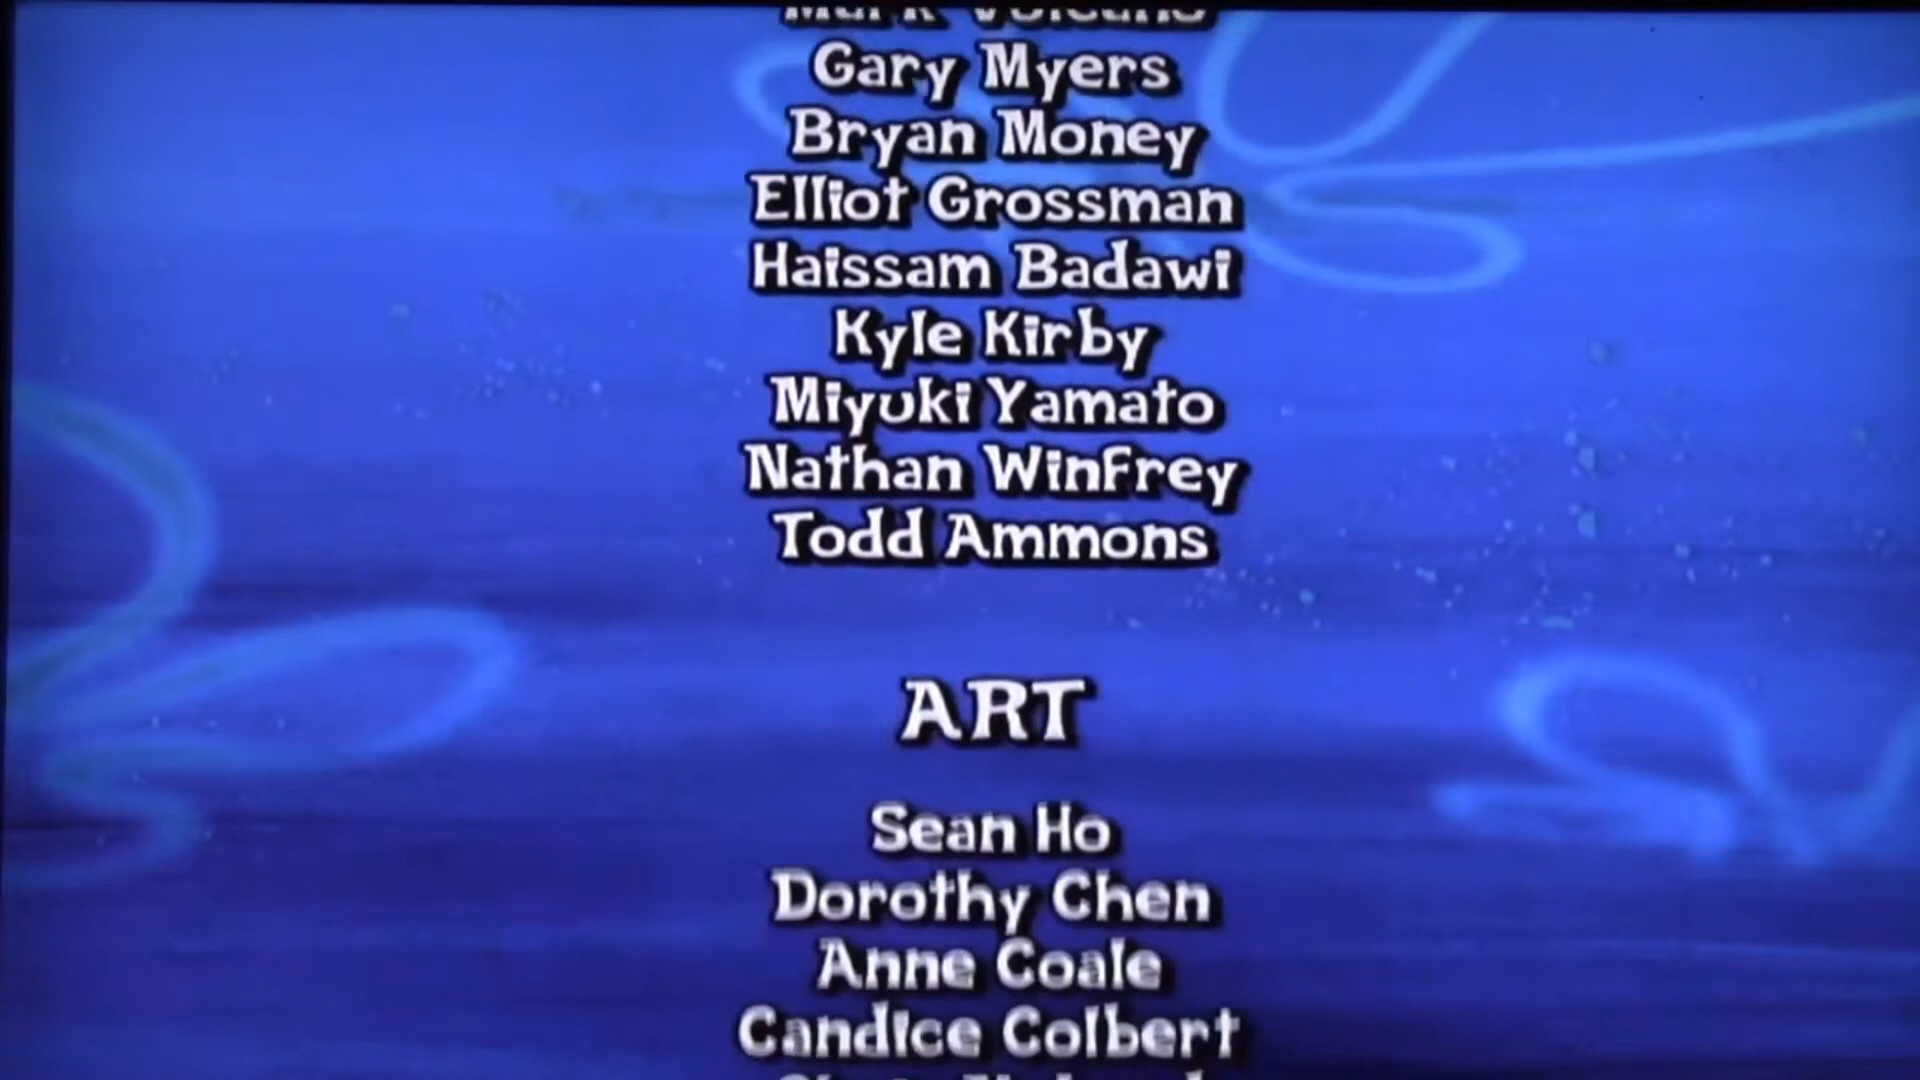 Gary Myers
Bryan Money
Elliot Grossman
Haissam Badawi
Kyle Kirby
Miyuki Yamato
Nathan Winfrey
Todd Ammons
ART
Sean Ho
Dorothy Chen
Anne Coale
Candice Colbert